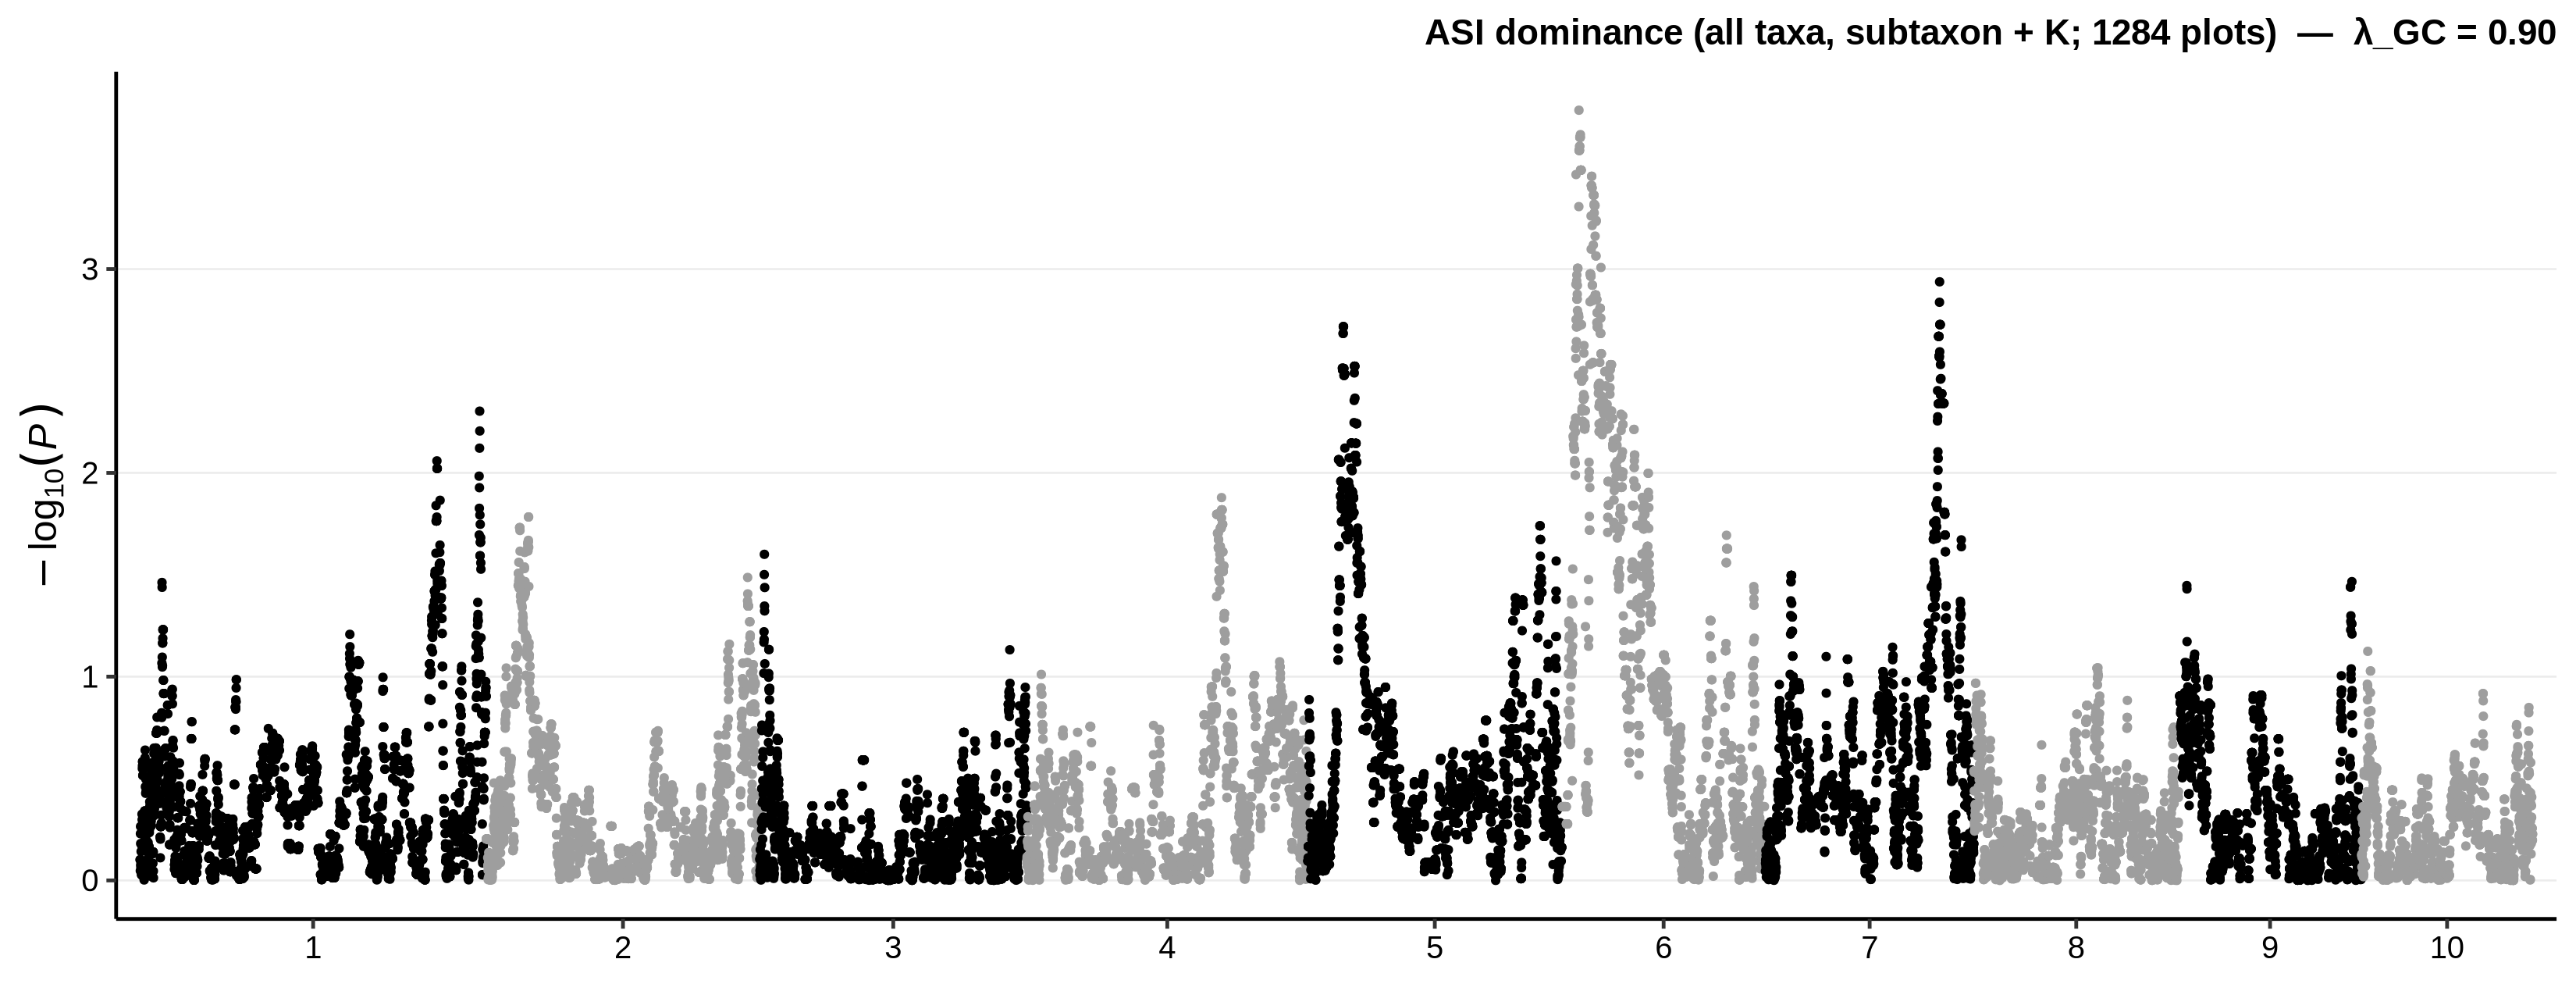 ASI dominance (all taxa, subtaxon + K; 1284 plots) — λ_GC = 0.90
− log10(P)
3
2
1
0
1 2 3 4 5 6 7 8 9 10